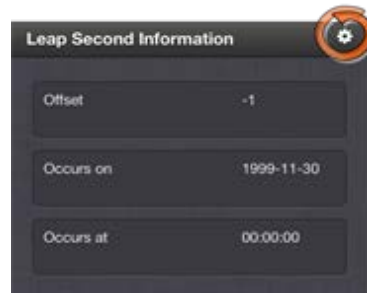 Leap Second Information
Offset -1
Occurs on 1999-11-30
Occurs at 00:00:00